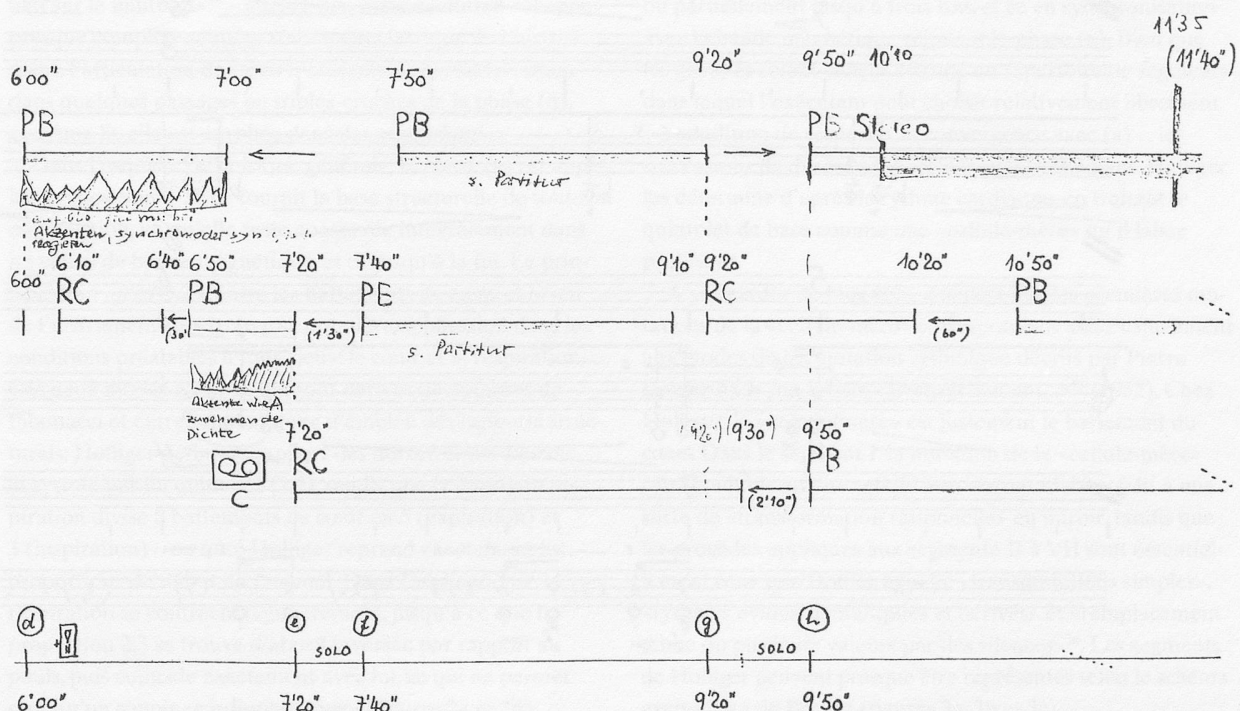 11'35
6'00" 7'00" 7'50" 9'20" 9'50" 10'10 (11'40")
PB PB PB Stereo
s. Partitur
Akzenten, synchron oder
reagieren
6'00 6'10" 6'40" 6'50" 7'20" 7'40" 9'10" 9'20" 10'20" 10'50"
RC PB PB RC PB
(30") (1'30") (60")
s. Partitur
Akzente wie A
zunehmende
Dichte
7'20" (9'30") 9'50"
RC PB
C
(2'10")
d e f g h
SOLO SOLO
6'00" 7'20" 7'40" 9'20" 9'50"